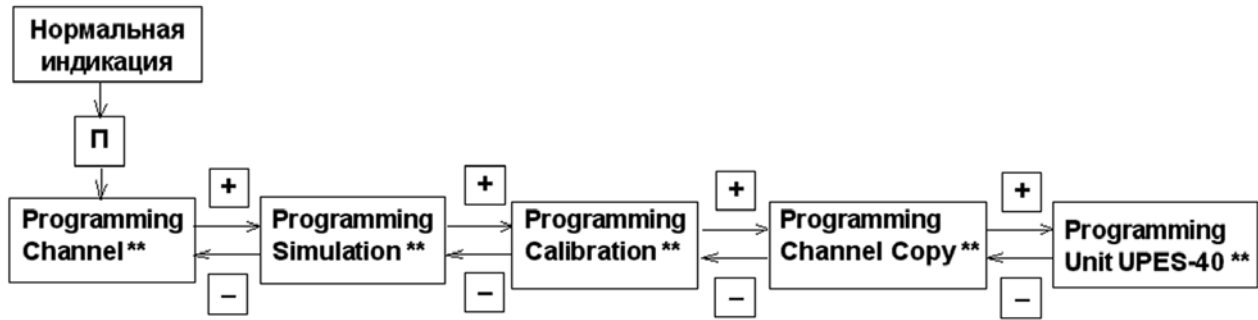 Нормальная
индикация
П
+
+
+
+
Programming
Channel **
Programming
Simulation **
Programming
Calibration **
Programming
Channel Copy **
Programming
Unit UPES-40 **
–
–
–
–